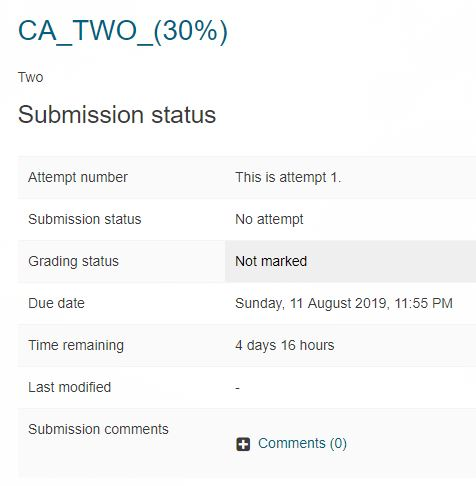 CA_TWO_(30%)
Two
Submission status
Attempt number This is attempt 1.
Submission status No attempt
Grading status Not marked
Due date Sunday, 11 August 2019, 11:55 PM
Time remaining 4 days 16 hours
Last modified -
Submission comments
Comments (0)